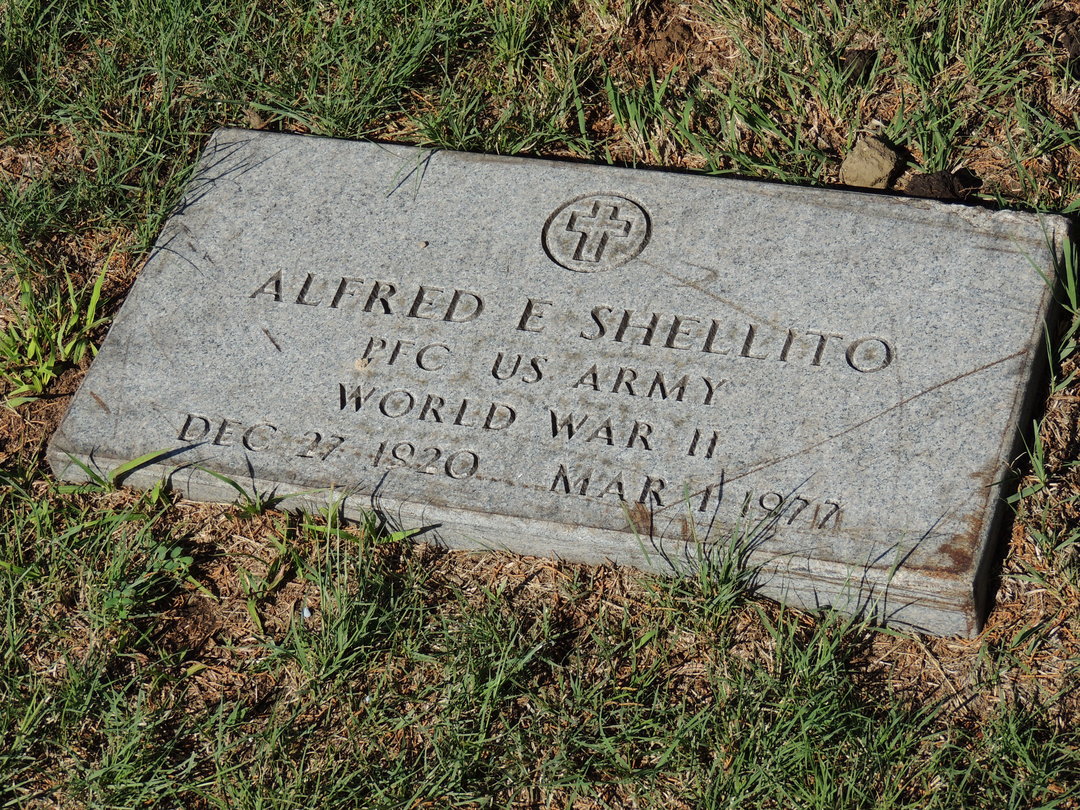 ALFRED E SHELLITO
PFC US ARMY
WORLD WAR II
DEC 27 1920 MAR 1 1977